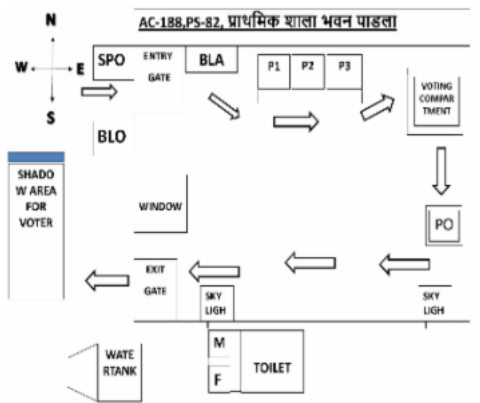 AC-188,PS-82, प्राथमिक शाला भवन पाडला
N
W
E
S
SPO
ENTRY
GATE
BLA
P1
P2
P3
VOTING
COMPAR
TMENT
BLO
SHADO
W AREA
FOR
VOTER
WINDOW
PO
EXIT
GATE
SKY
LIGH
SKY
LIGH
WATE
RTANK
M
F
TOILET